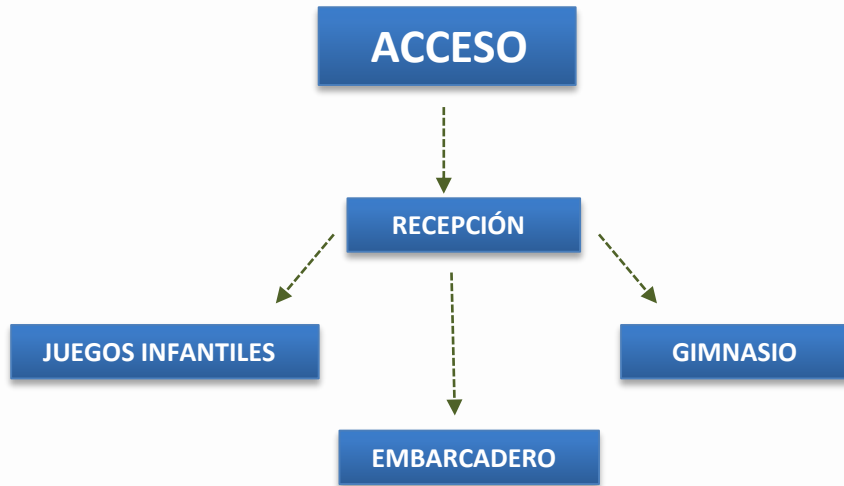 ACCESO
RECEPCIÓN
JUEGOS INFANTILES
GIMNASIO
EMBARCADERO